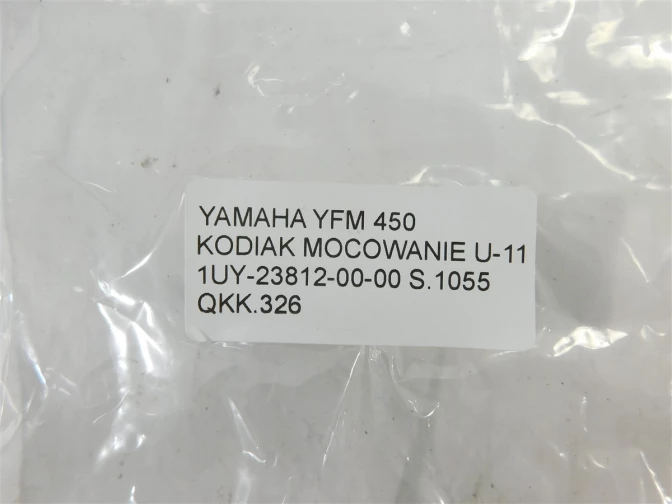 YAMAHA YFM 450
KODIAK MOCOWANIE U-11
1UY-23812-00-00 S.1055
QKK.326